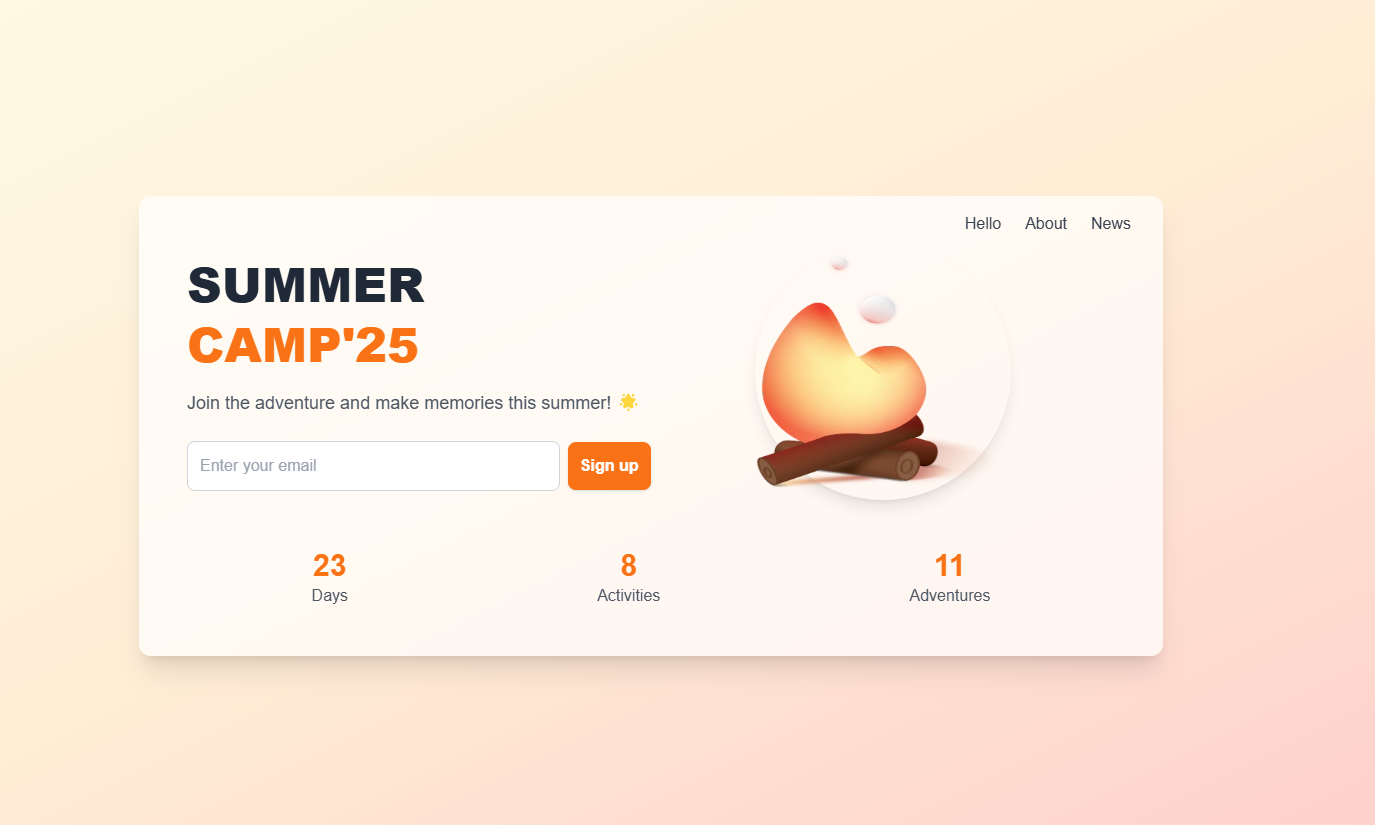 Hello About News
SUMMER
CAMP'25
Join the adventure and make memories this summer! 🌟
Enter your email Sign up
23 8 11
Days Activities Adventures